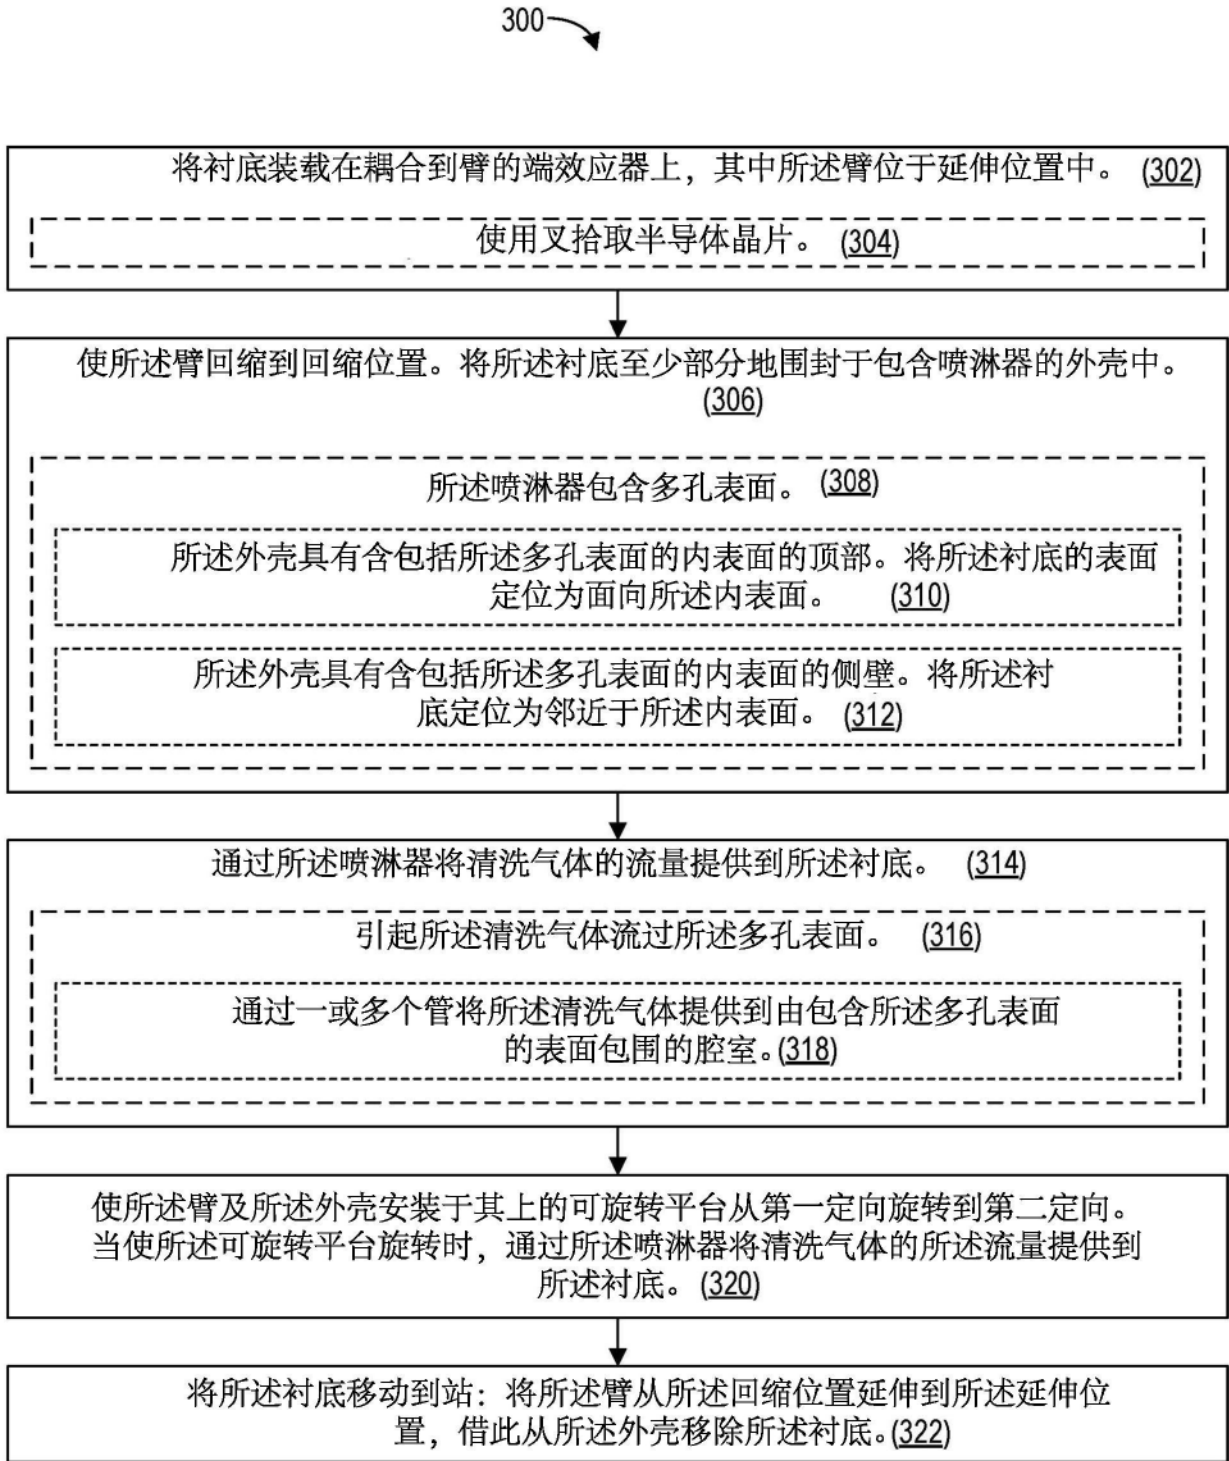 300
将衬底装载在耦合到臂的端效应器上，其中所述臂位于延伸位置中。 (302)
使用叉拾取半导体晶片。 (304)
使所述臂回缩到回缩位置。将所述衬底至少部分地围封于包含喷淋器的外壳中。
(306)
所述喷淋器包含多孔表面。 (308)
所述外壳具有含包括所述多孔表面的内表面的顶部。将所述衬底的表面
定位为面向所述内表面。 (310)
所述外壳具有含包括所述多孔表面的内表面的侧壁。将所述衬
底定位为邻近于所述内表面。 (312)
通过所述喷淋器将清洗气体的流量提供到所述衬底。 (314)
引起所述清洗气体流过所述多孔表面。 (316)
通过一或多个管将所述清洗气体提供到由包含所述多孔表面
的表面包围的腔室。(318)
使所述臂及所述外壳安装于其上的可旋转平台从第一定向旋转到第二定向。
当使所述可旋转平台旋转时，通过所述喷淋器将清洗气体的所述流量提供到
所述衬底。 (320)
将所述衬底移动到站：将所述臂从所述回缩位置延伸到所述延伸位
置，借此从所述外壳移除所述衬底。(322)